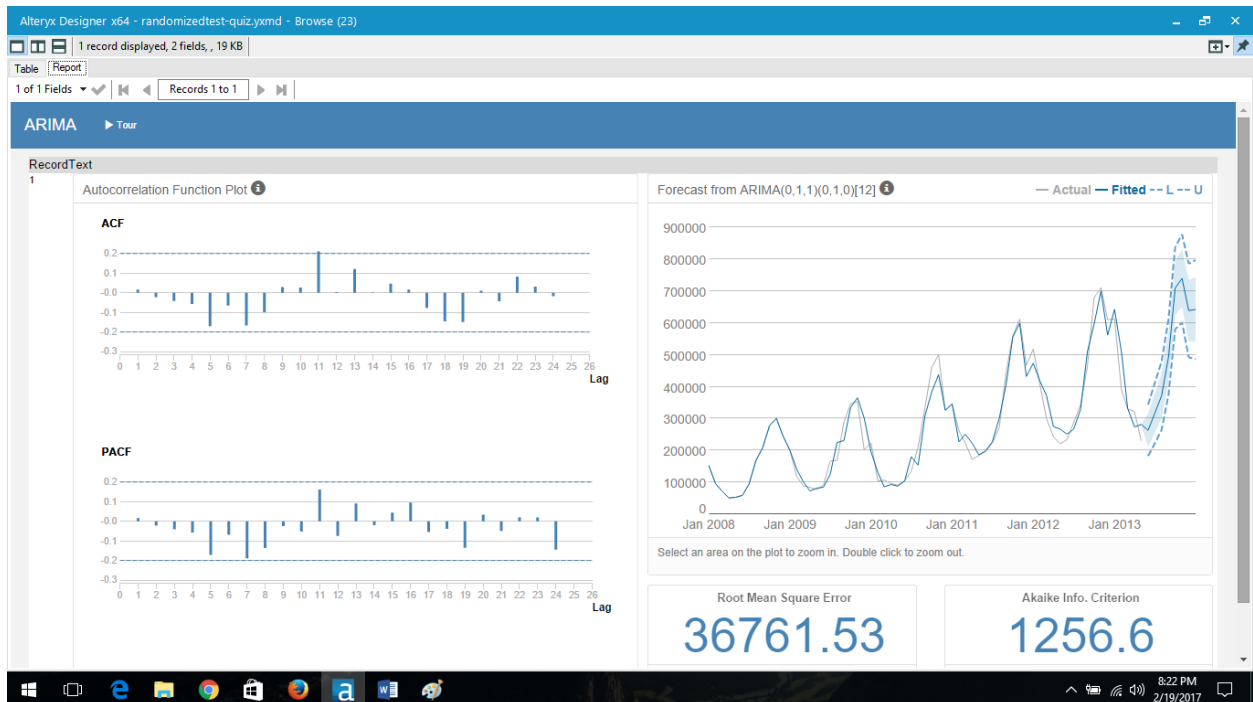 Alteryx Designer x64 - randomizedtest-quiz.yxmd - Browse (23)
1 record displayed, 2 fields, , 19 KB
Table Report
1 of 1 Fields Records 1 to 1
ARIMA Tour
RecordText
1
Autocorrelation Function Plot
ACF
0.2
0.1
-0.0
-0.1
-0.2
-0.3
0 1 2 3 4 5 6 7 8 9 10 11 12 13 14 15 16 17 18 19 20 21 22 23 24 25 26
Lag
PACF
0.2
0.1
-0.0
-0.1
-0.2
-0.3
0 1 2 3 4 5 6 7 8 9 10 11 12 13 14 15 16 17 18 19 20 21 22 23 24 25 26
Lag
Forecast from ARIMA(0,1,1)(0,1,0)[12] — Actual — Fitted -- L -- U
900000
800000
700000
600000
500000
400000
300000
200000
100000
0
Jan 2008 Jan 2009 Jan 2010 Jan 2011 Jan 2012 Jan 2013
Select an area on the plot to zoom in. Double click to zoom out.
Root Mean Square Error
36761.53
Akaike Info. Criterion
1256.6
8:22 PM
2/19/2017